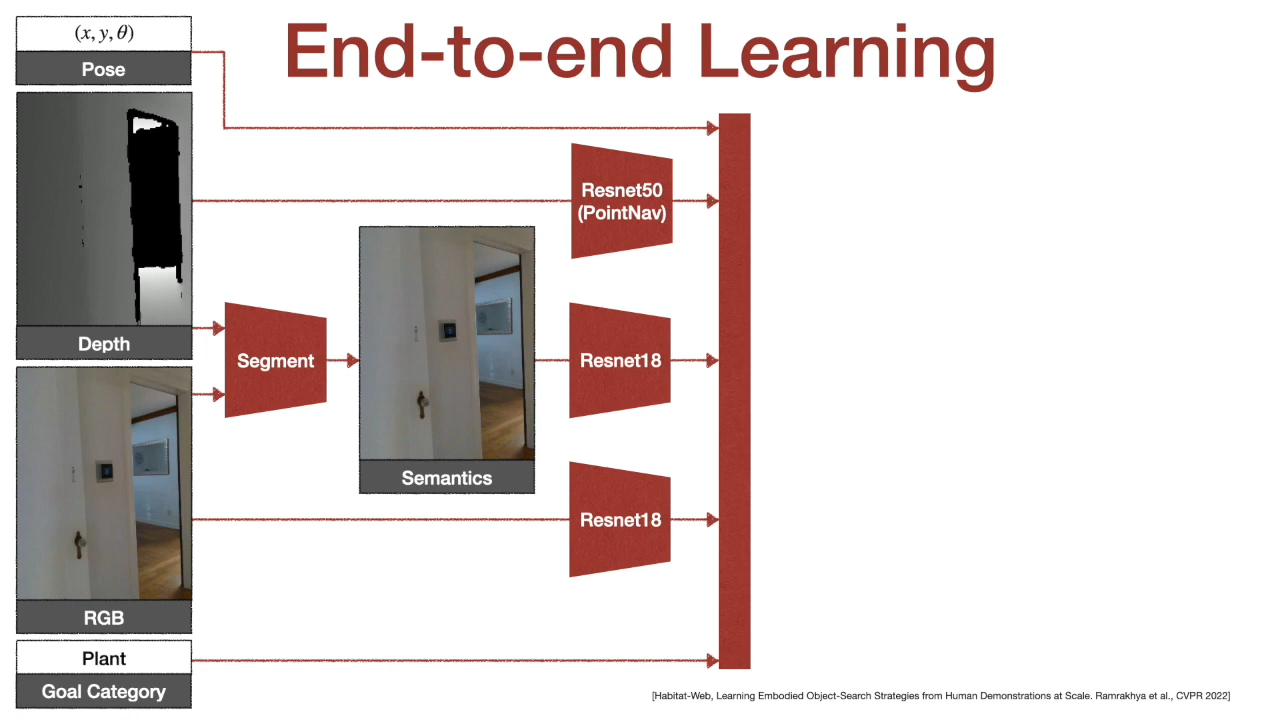 End-to-end Learning
(x, y, θ)
Pose
Depth
RGB
Plant
Goal Category
Segment
Semantics
Resnet50
(PointNav)
Resnet18
Resnet18
[Habitat-Web, Learning Embodied Object-Search Strategies from Human Demonstrations at Scale. Ramrakhya et al., CVPR 2022]